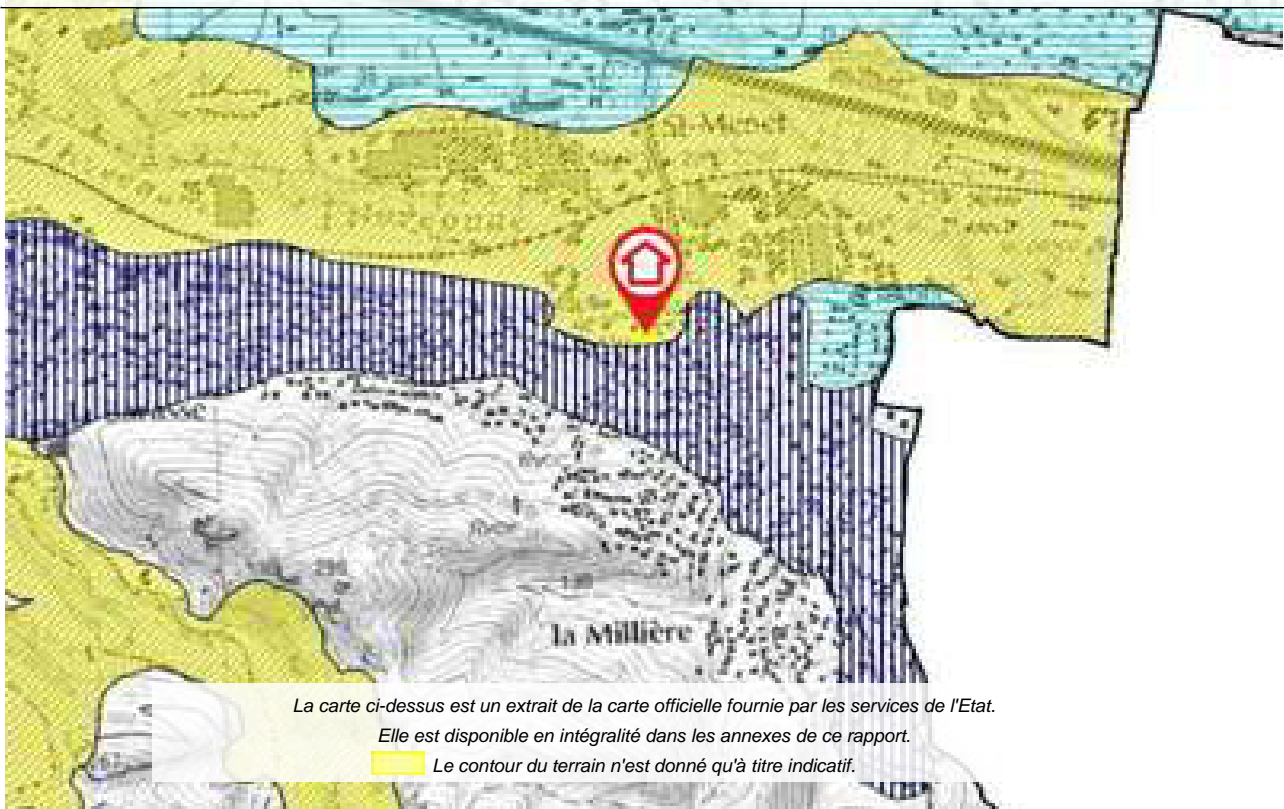 St-Menet
la Millière
La carte ci-dessus est un extrait de la carte officielle fournie par les services de l'Etat.
Elle est disponible en intégralité dans les annexes de ce rapport.
Le contour du terrain n'est donné qu'à titre indicatif.